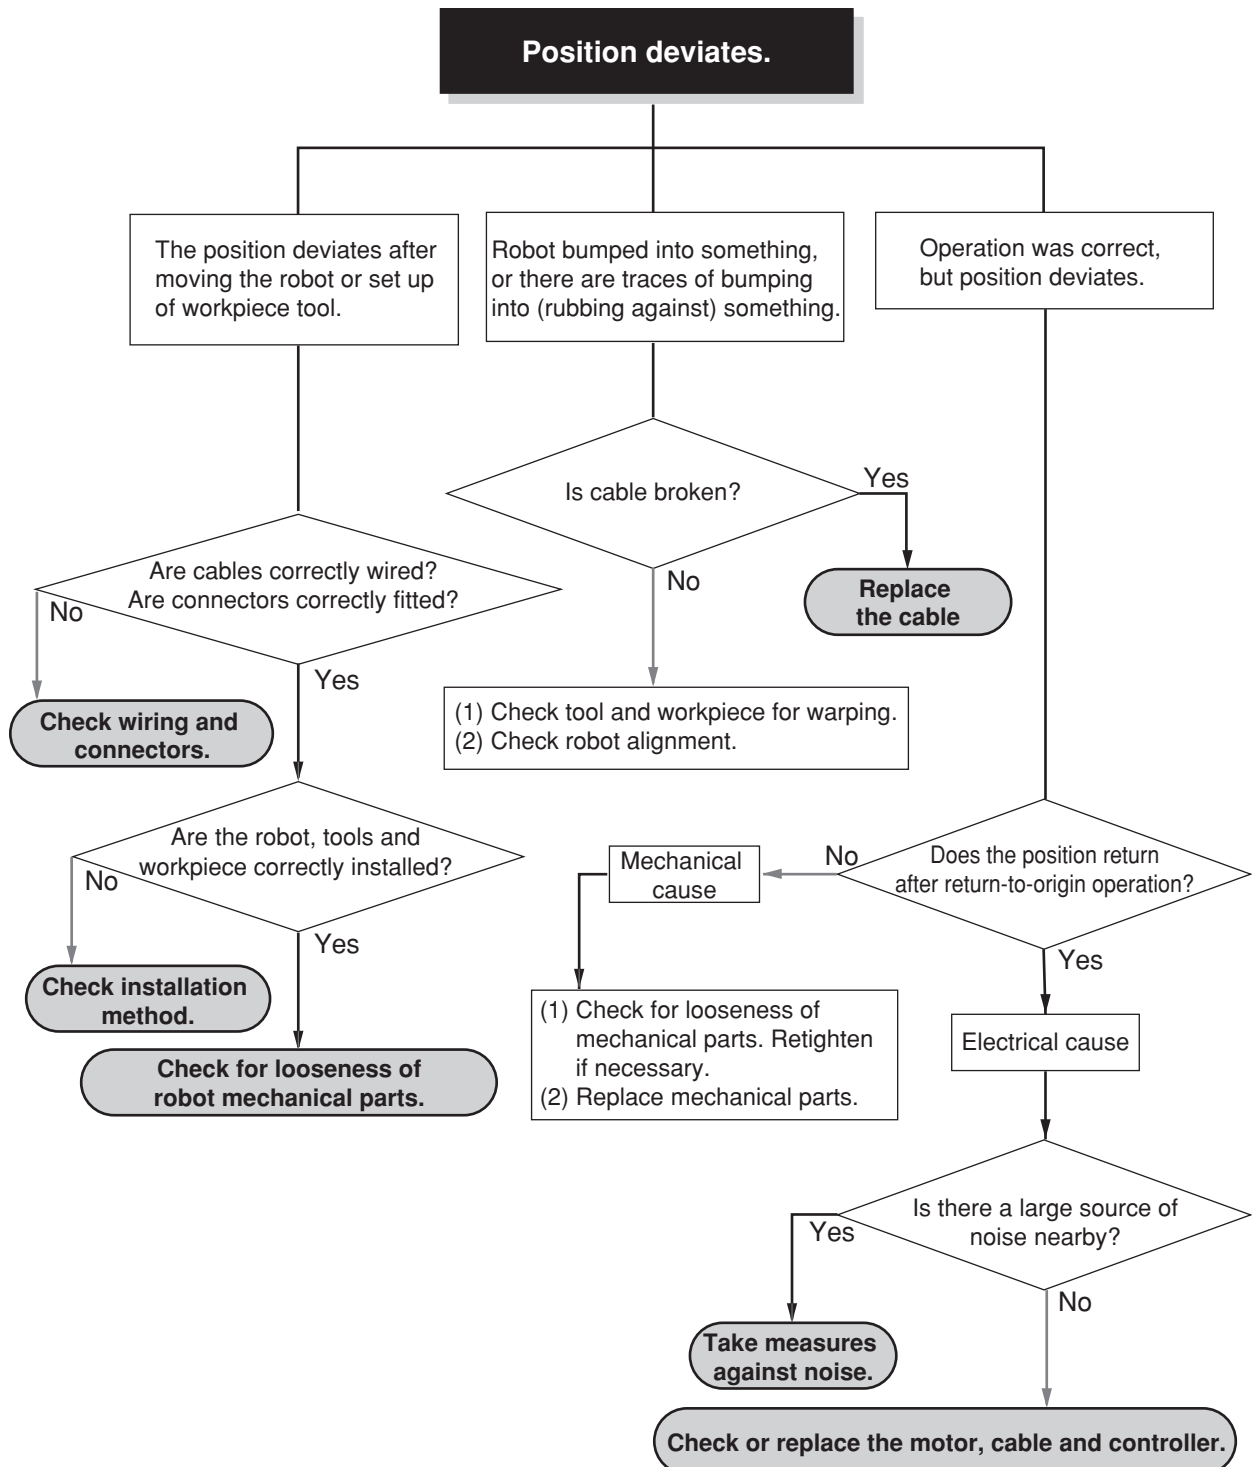 Position deviates.
The position deviates after
moving the robot or set up
of workpiece tool.
Robot bumped into something,
or there are traces of bumping
into (rubbing against) something.
Operation was correct,
but position deviates.
Is cable broken?
Yes
No
Replace
the cable
Are cables correctly wired?
Are connectors correctly fitted?
No
Yes
Check wiring and
connectors.
(1) Check tool and workpiece for warping.
(2) Check robot alignment.
Are the robot, tools and
workpiece correctly installed?
No
Yes
Check installation
method.
Check for looseness of
robot mechanical parts.
Does the position return
after return-to-origin operation?
No
Yes
Mechanical
cause
(1) Check for looseness of
mechanical parts. Retighten
if necessary.
(2) Replace mechanical parts.
Electrical cause
Is there a large source of
noise nearby?
Yes
No
Take measures
against noise.
Check or replace the motor, cable and controller.